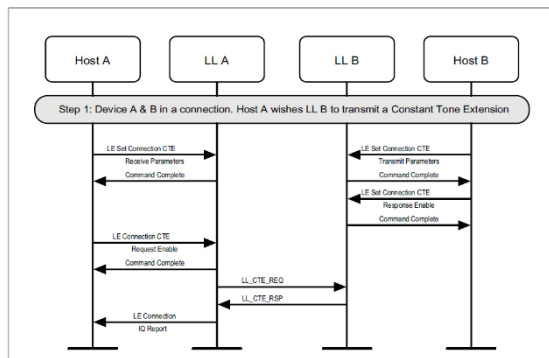 Host A
LL A
LL B
Host B
Step 1: Device A & B in a connection. Host A wishes LL B to transmit a Constant Tone Extension
LE Set Connection CTE
Receive Parameters
Command Complete
LE Set Connection CTE
Transmit Parameters
Command Complete
LE Set Connection CTE
Response Enable
Command Complete
LE Connection CTE
Request Enable
Command Complete
LL_CTE_REQ
LL_CTE_RSP
LE Connection
IQ Report